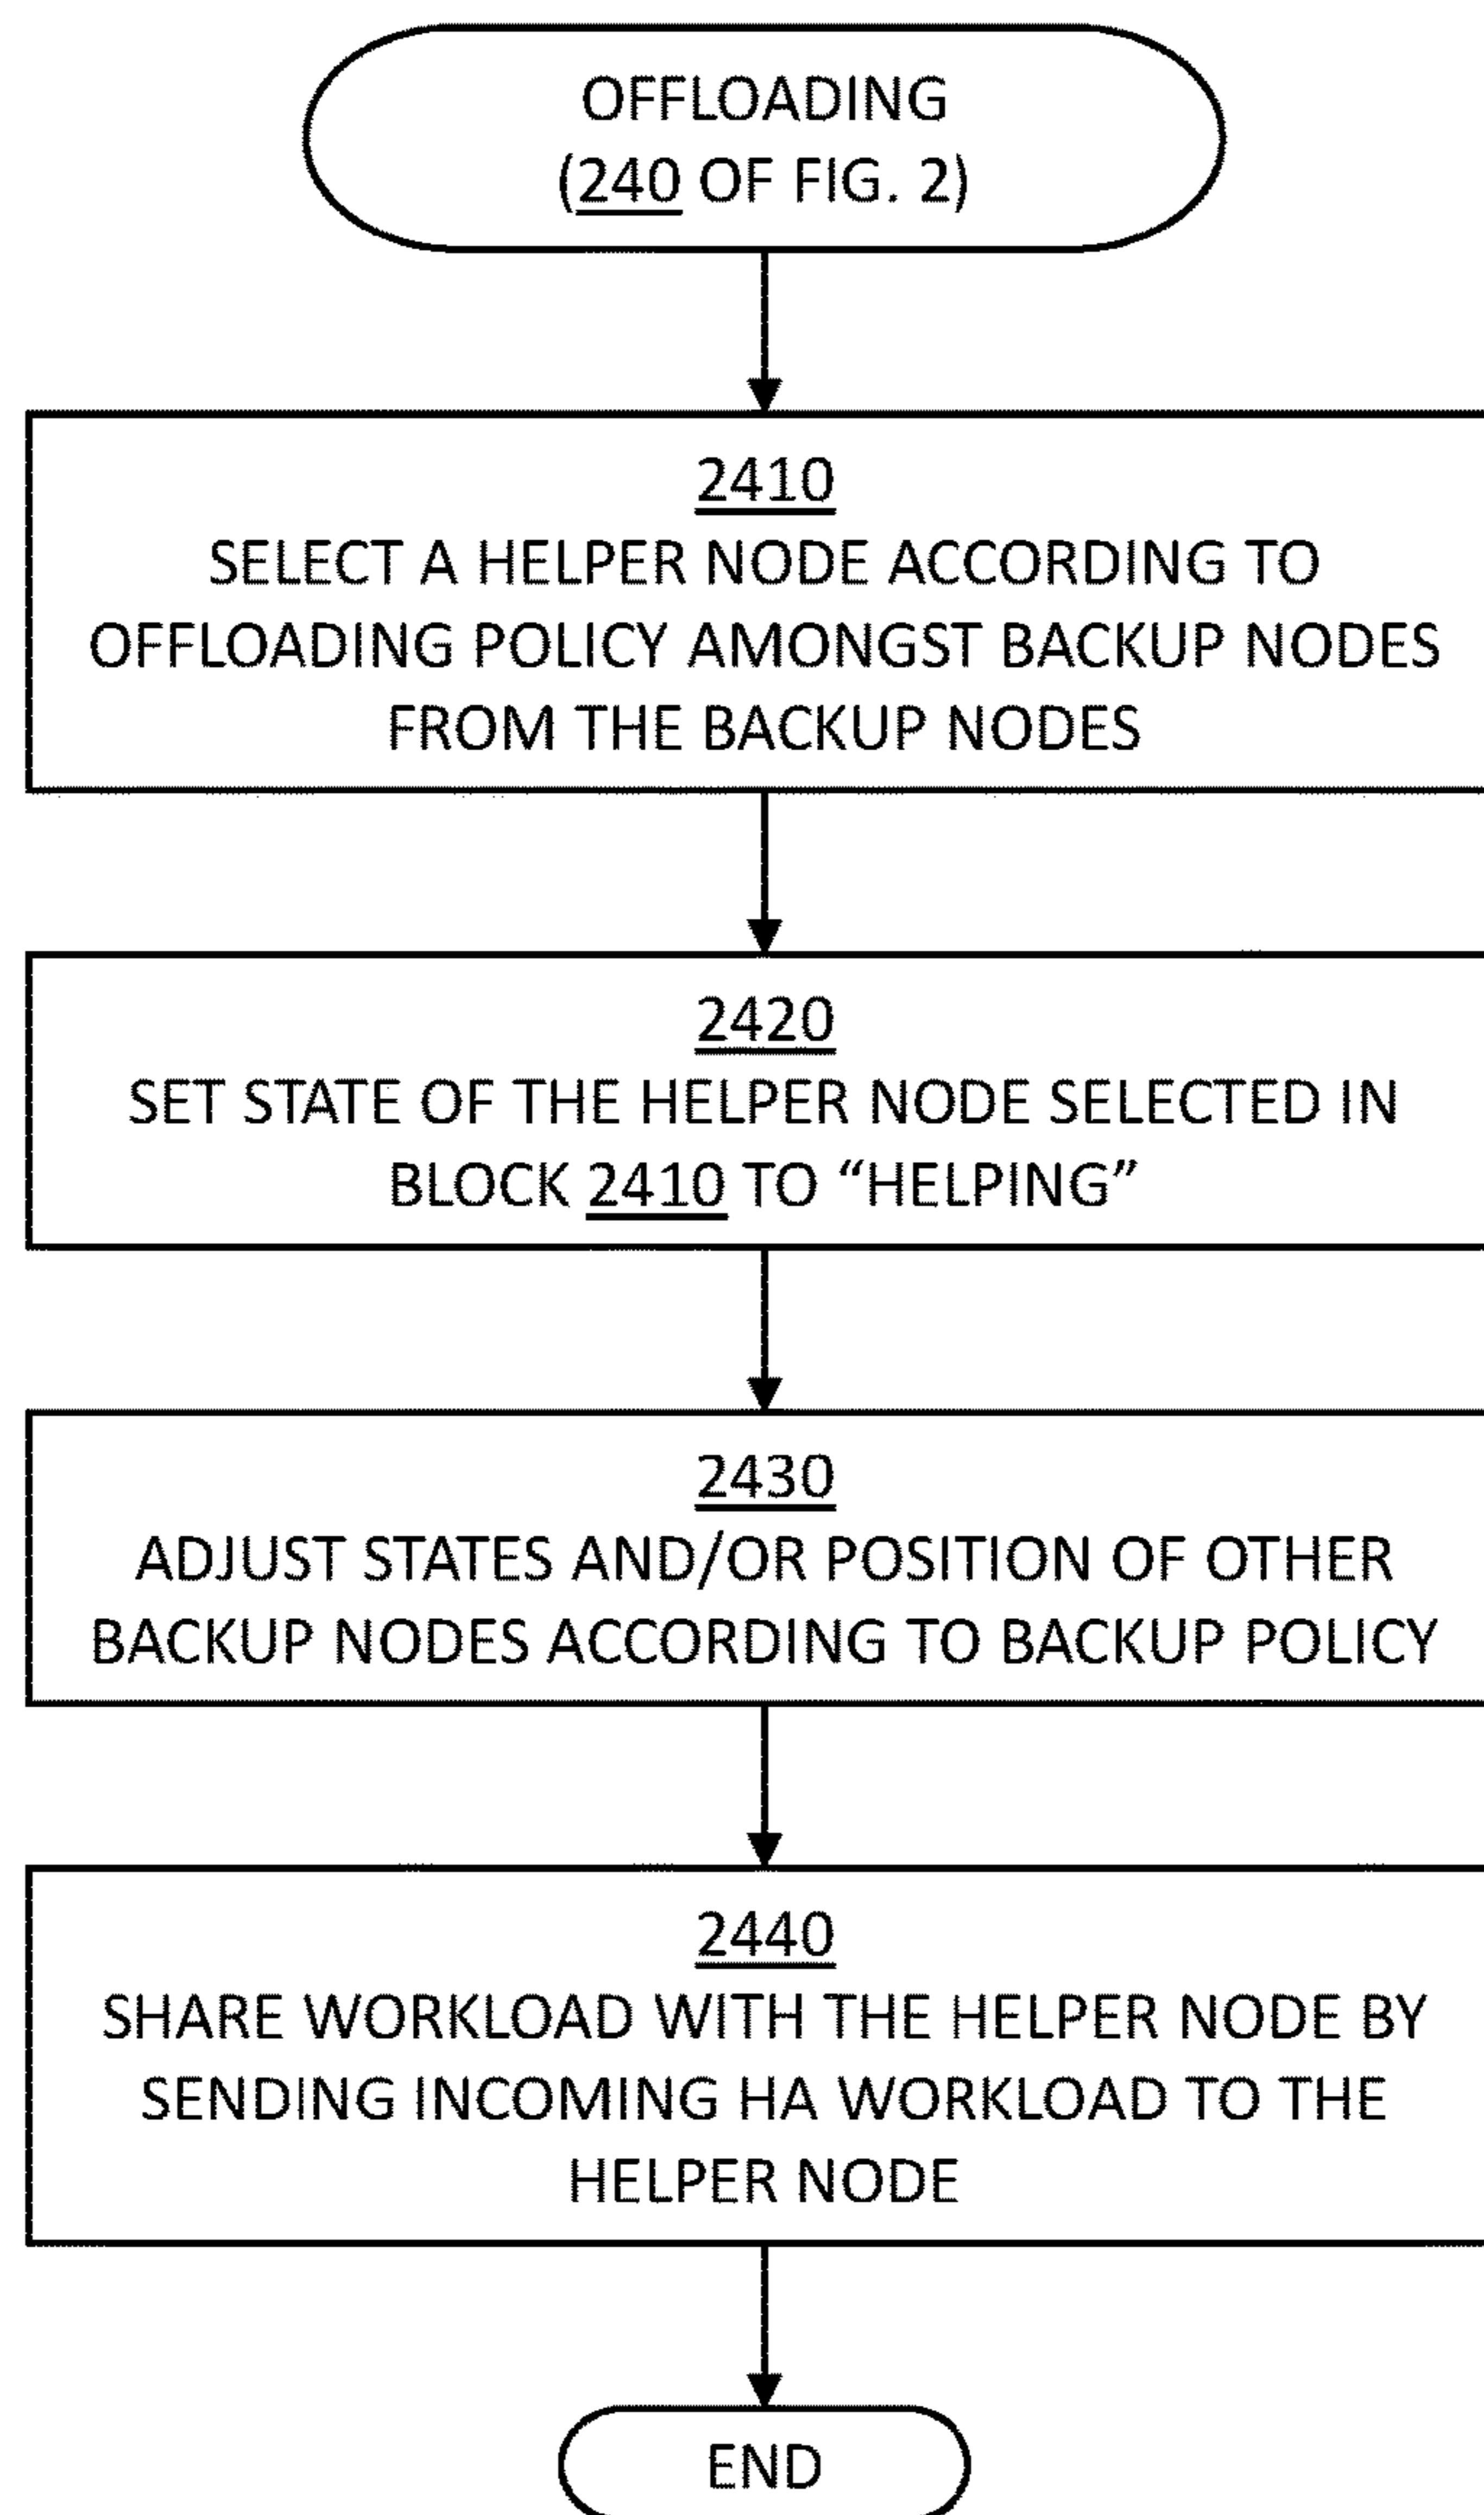 OFFLOADING
(240 OF FIG. 2)
2410
SELECT A HELPER NODE ACCORDING TO
OFFLOADING POLICY AMONGST BACKUP NODES
FROM THE BACKUP NODES
2420
SET STATE OF THE HELPER NODE SELECTED IN
BLOCK 2410 TO “HELPING”
2430
ADJUST STATES AND/OR POSITION OF OTHER
BACKUP NODES ACCORDING TO BACKUP POLICY
2440
SHARE WORKLOAD WITH THE HELPER NODE BY
SENDING INCOMING HA WORKLOAD TO THE
HELPER NODE
END